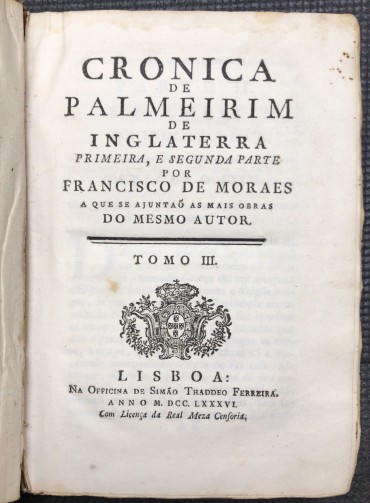 CRONICA
DE
PALMEIRIM
DE
INGLATERRA
PRIMEIRA, E SEGUNDA PARTE
POR
FRANCISCO DE MORAES
A QUE SE AJUNTAÕ AS MAIS OBRAS
DO MESMO AUTOR.
TOMO III.
LISBOA:
NA OFFICINA DE SIMÃO THADDEO FERREIRA.
ANNO M. DCC. LXXXVI.
Com Licença da Real Meza Censoria.